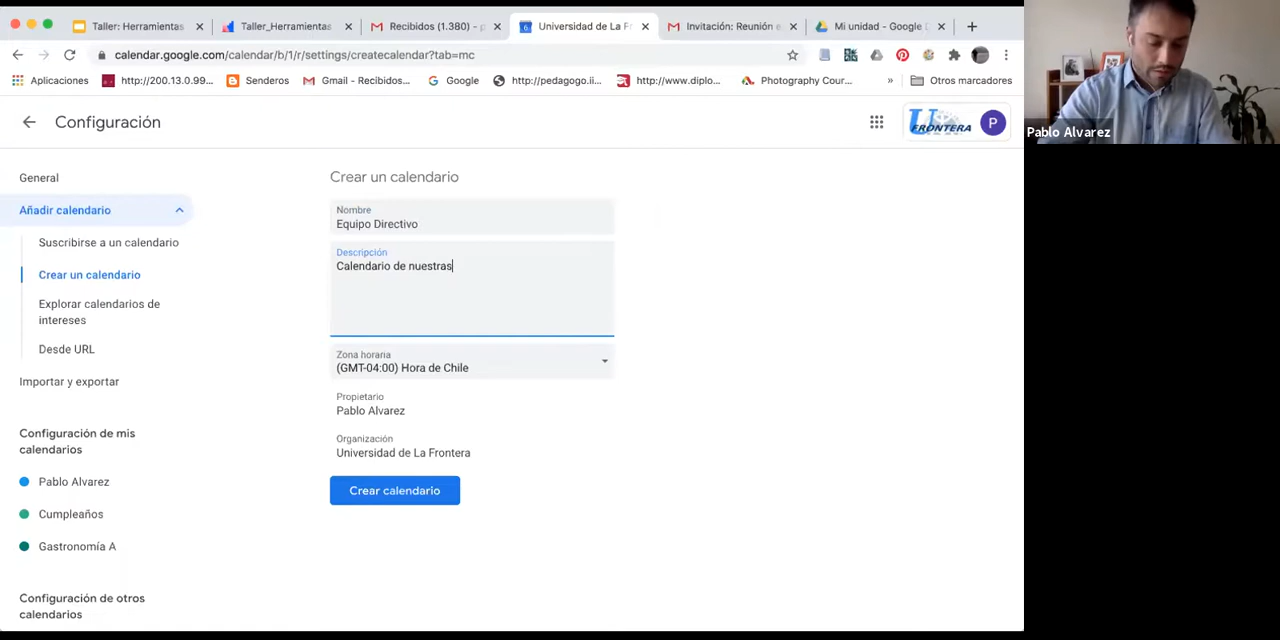 Taller: Herramientas
Taller_Herramientas
Recibidos (1.380) - p
Universidad de La Fr
Invitación: Reunión e
Mi unidad - Google D
calendar.google.com/calendar/b/1/r/settings/createcalendar?tab=mc
Aplicaciones
http://200.13.0.99...
Senderos
Gmail - Recibidos...
Google
http://pedagogo.ii...
http://www.diplo...
Photography Cour...
Otros marcadores
Configuración
FRONTERA
P
Pablo Alvarez
General
Añadir calendario
Suscribirse a un calendario
Crear un calendario
Explorar calendarios de
intereses
Desde URL
Importar y exportar
Configuración de mis
calendarios
Pablo Alvarez
Cumpleaños
Gastronomía A
Configuración de otros
calendarios
Crear un calendario
Nombre
Equipo Directivo
Descripción
Calendario de nuestras
Zona horaria
(GMT-04:00) Hora de Chile
Propietario
Pablo Alvarez
Organización
Universidad de La Frontera
Crear calendario